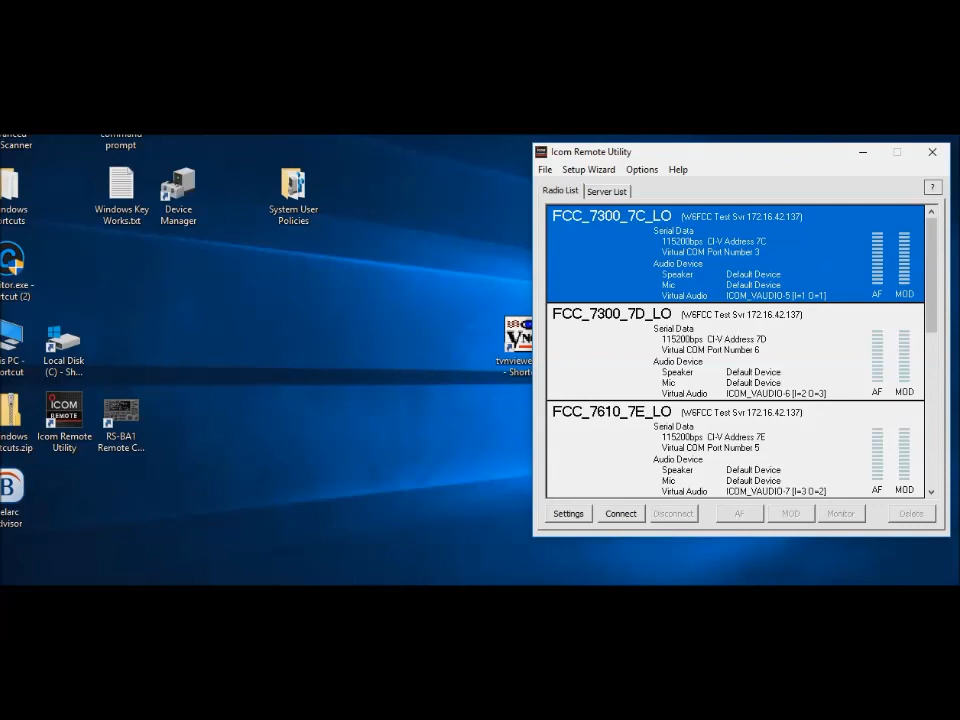 Scanner
command
prompt
Windows Key
Works.txt
Device
Manager
System User
Policies
Local Disk
(C) - Sh...
ICOM
REMOTE
Icom Remote
Utility
RS-BA1
Remote C...
tvnviewe
- Short
Icom Remote Utility
File Setup Wizard Options Help
Radio List Server List
?
FCC_7300_7C_LO (W6FCC Test Svr 172.16.42.137)
Serial Data
115200bps CI-V Address 7C
Virtual COM Port Number 3
Audio Device
Speaker Default Device
Mic Default Device
Virtual Audio ICOM_VAUDIO-5 [I=1 O=1]
AF MOD
FCC_7300_7D_LO (W6FCC Test Svr 172.16.42.137)
Serial Data
115200bps CI-V Address 7D
Virtual COM Port Number 6
Audio Device
Speaker Default Device
Mic Default Device
Virtual Audio ICOM_VAUDIO-6 [I=2 O=3]
AF MOD
FCC_7610_7E_LO (W6FCC Test Svr 172.16.42.137)
Serial Data
115200bps CI-V Address 7E
Virtual COM Port Number 5
Audio Device
Speaker Default Device
Mic Default Device
Virtual Audio ICOM_VAUDIO-7 [I=3 O=2]
AF MOD
Settings Connect Disconnect AF MOD Monitor Delete